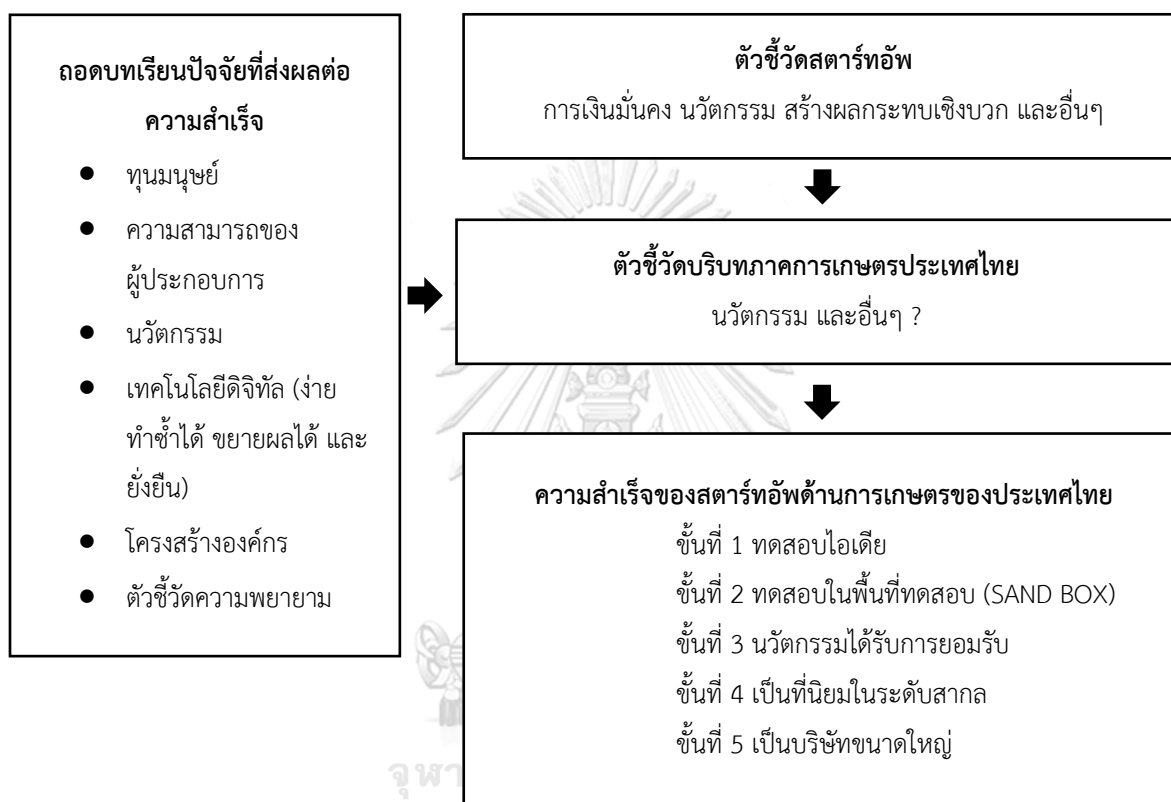 ถอดบทเรียนปัจจัยที่ส่งผลต่อ
ความสำเร็จ
● ทุนมนุษย์
● ความสามารถของ
ผู้ประกอบการ
● นวัตกรรม
● เทคโนโลยีดิจิทัล (ง่าย
ทำซ้ำได้ ขยายผลได้ และ
ยั่งยืน)
● โครงสร้างองค์กร
● ตัวชี้วัดความพยายาม
ตัวชี้วัดสตาร์ทอัพ
การเงินมั่นคง นวัตกรรม สร้างผลกระทบเชิงบวก และอื่นๆ
ตัวชี้วัดบริบทภาคการเกษตรประเทศไทย
นวัตกรรม และอื่นๆ ?
ความสำเร็จของสตาร์ทอัพด้านการเกษตรของประเทศไทย
ขั้นที่ 1 ทดสอบไอเดีย
ขั้นที่ 2 ทดสอบในพื้นที่ทดสอบ (SAND BOX)
ขั้นที่ 3 นวัตกรรมได้รับการยอมรับ
ขั้นที่ 4 เป็นที่นิยมในระดับสากล
ขั้นที่ 5 เป็นบริษัทขนาดใหญ่